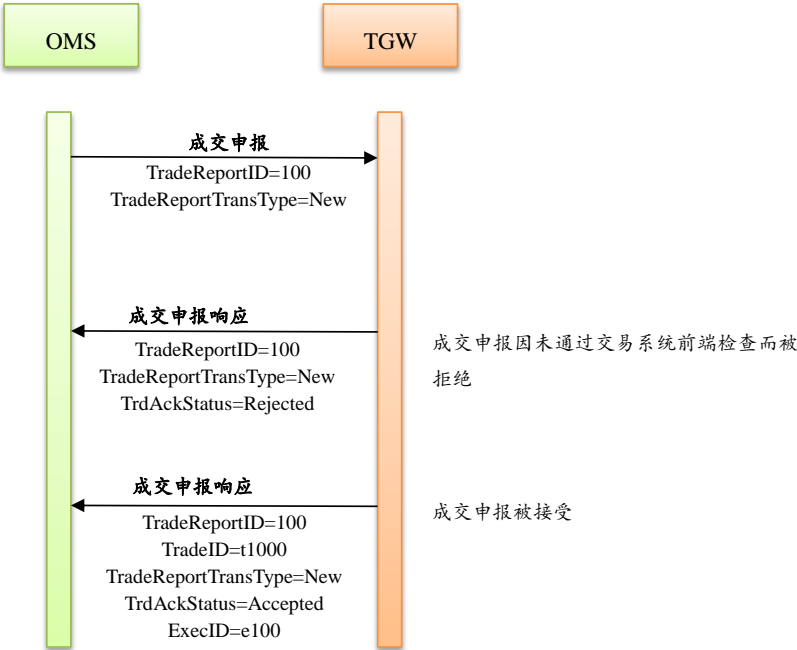 OMS
TGW
成交申报
TradeReportID=100
TradeReportTransType=New
成交申报响应
TradeReportID=100
TradeReportTransType=New
TrdAckStatus=Rejected
成交申报因未通过交易系统前端检查而被
拒绝
成交申报响应
TradeReportID=100
TradeID=t1000
TradeReportTransType=New
TrdAckStatus=Accepted
ExecID=e100
成交申报被接受